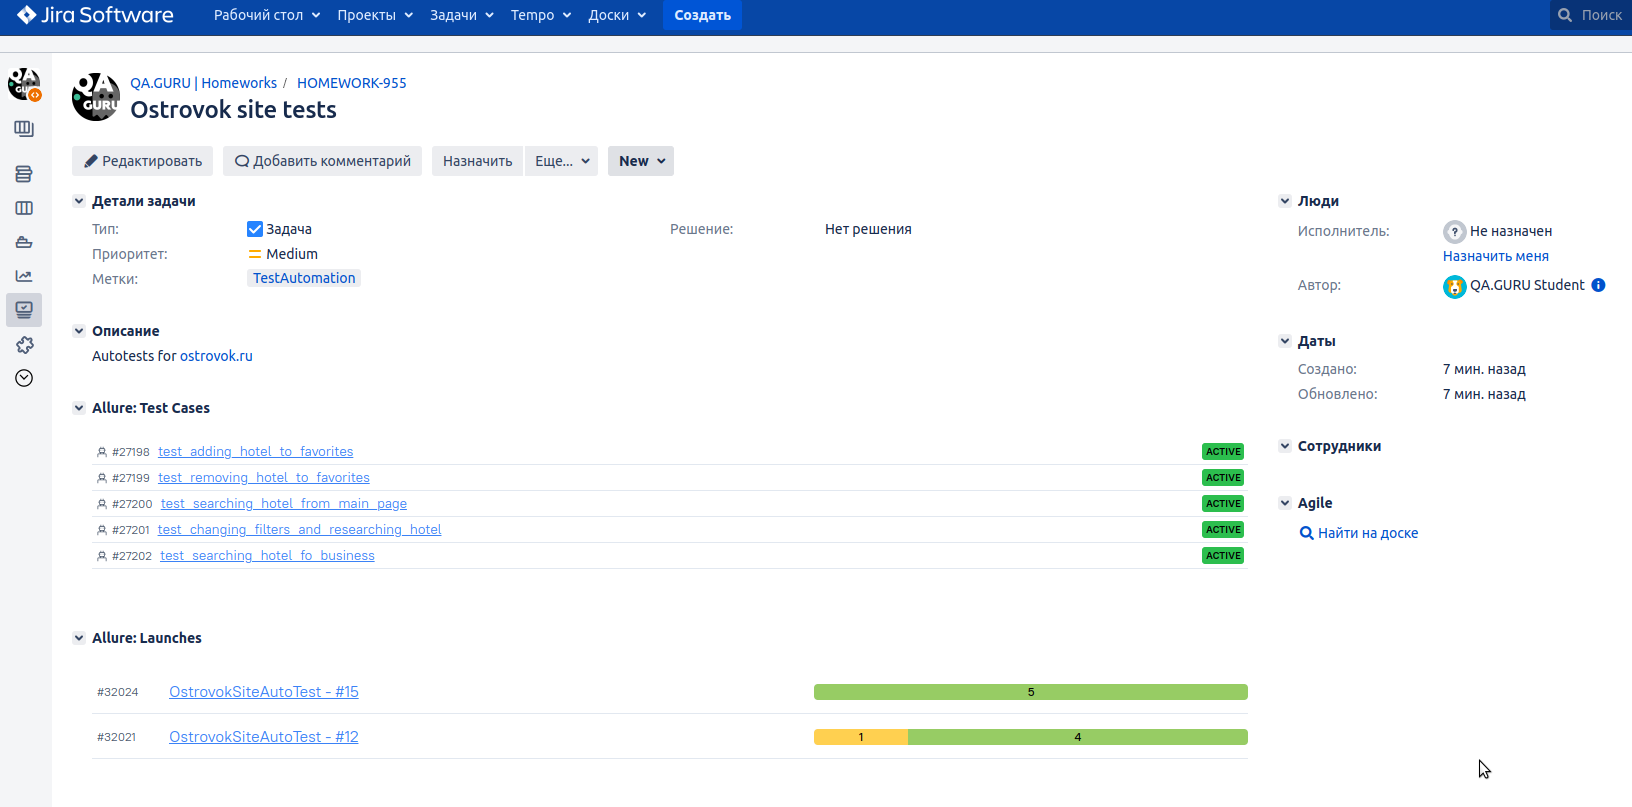 Jira Software Рабочий стол Проекты Задачи Tempo Доски Создать Поиск
QA GURU
QA.GURU | Homeworks / HOMEWORK-955
Ostrovok site tests
Редактировать Добавить комментарий Назначить Еще... New
Детали задачи
Тип: Задача Решение: Нет решения
Приоритет: Medium
Метки: TestAutomation
Описание
Autotests for ostrovok.ru
Allure: Test Cases
#27198 test_adding_hotel_to_favorites ACTIVE
#27199 test_removing_hotel_to_favorites ACTIVE
#27200 test_searching_hotel_from_main_page ACTIVE
#27201 test_changing_filters_and_researching_hotel ACTIVE
#27202 test_searching_hotel_fo_business ACTIVE
Allure: Launches
#32024 OstrovokSiteAutoTest - #15 5
#32021 OstrovokSiteAutoTest - #12 1 4
Люди
Исполнитель: Не назначен
Назначить меня
Автор: QA.GURU Student
Даты
Создано: 7 мин. назад
Обновлено: 7 мин. назад
Сотрудники
Agile
Найти на доске